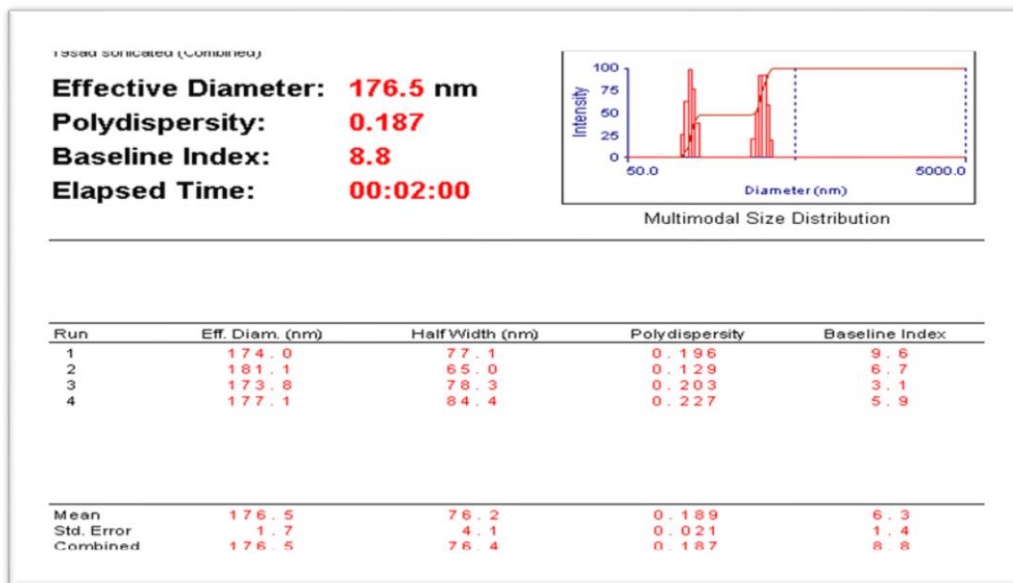 19sad sonicated (Combined)
Effective Diameter: 176.5 nm
Polydispersity: 0.187
Baseline Index: 8.8
Elapsed Time: 00:02:00
100
75
50
25
0
Intensity
50.0 5000.0
Diameter (nm)
Multimodal Size Distribution
Run Eff. Diam. (nm) Half Width (nm) Polydispersity Baseline Index
1 174.0 77.1 0.196 9.6
2 181.1 65.0 0.129 6.7
3 173.8 78.3 0.203 3.1
4 177.1 84.4 0.227 5.9
Mean 176.5 76.2 0.189 6.3
Std. Error 1.7 4.1 0.021 1.4
Combined 176.5 76.4 0.187 8.8